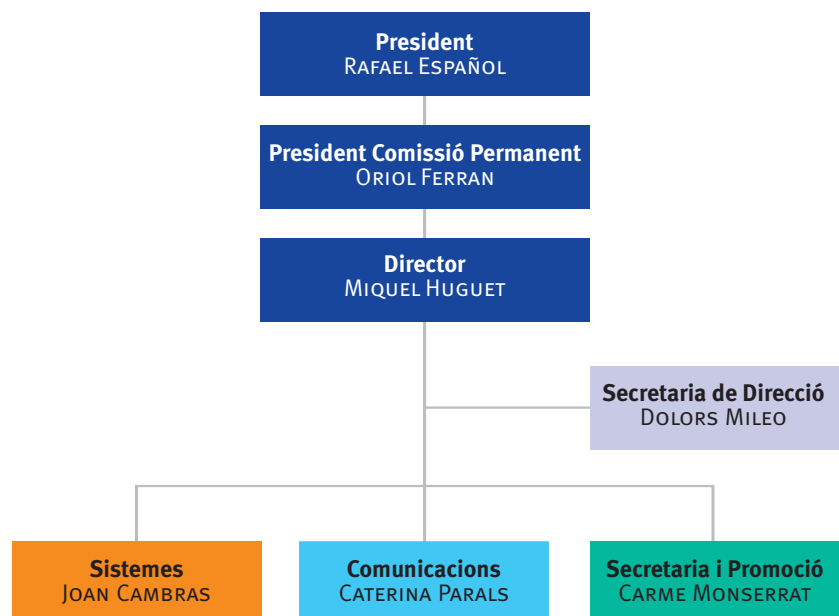 President
Rafael Español
President Comissió Permanent
Oriol Ferran
Director
Miquel Huguet
Secretaria de Direcció
Dolors Mileo
Sistemes
Joan Cambras
Comunicacions
Caterina Parals
Secretaria i Promoció
Carme Monserrat